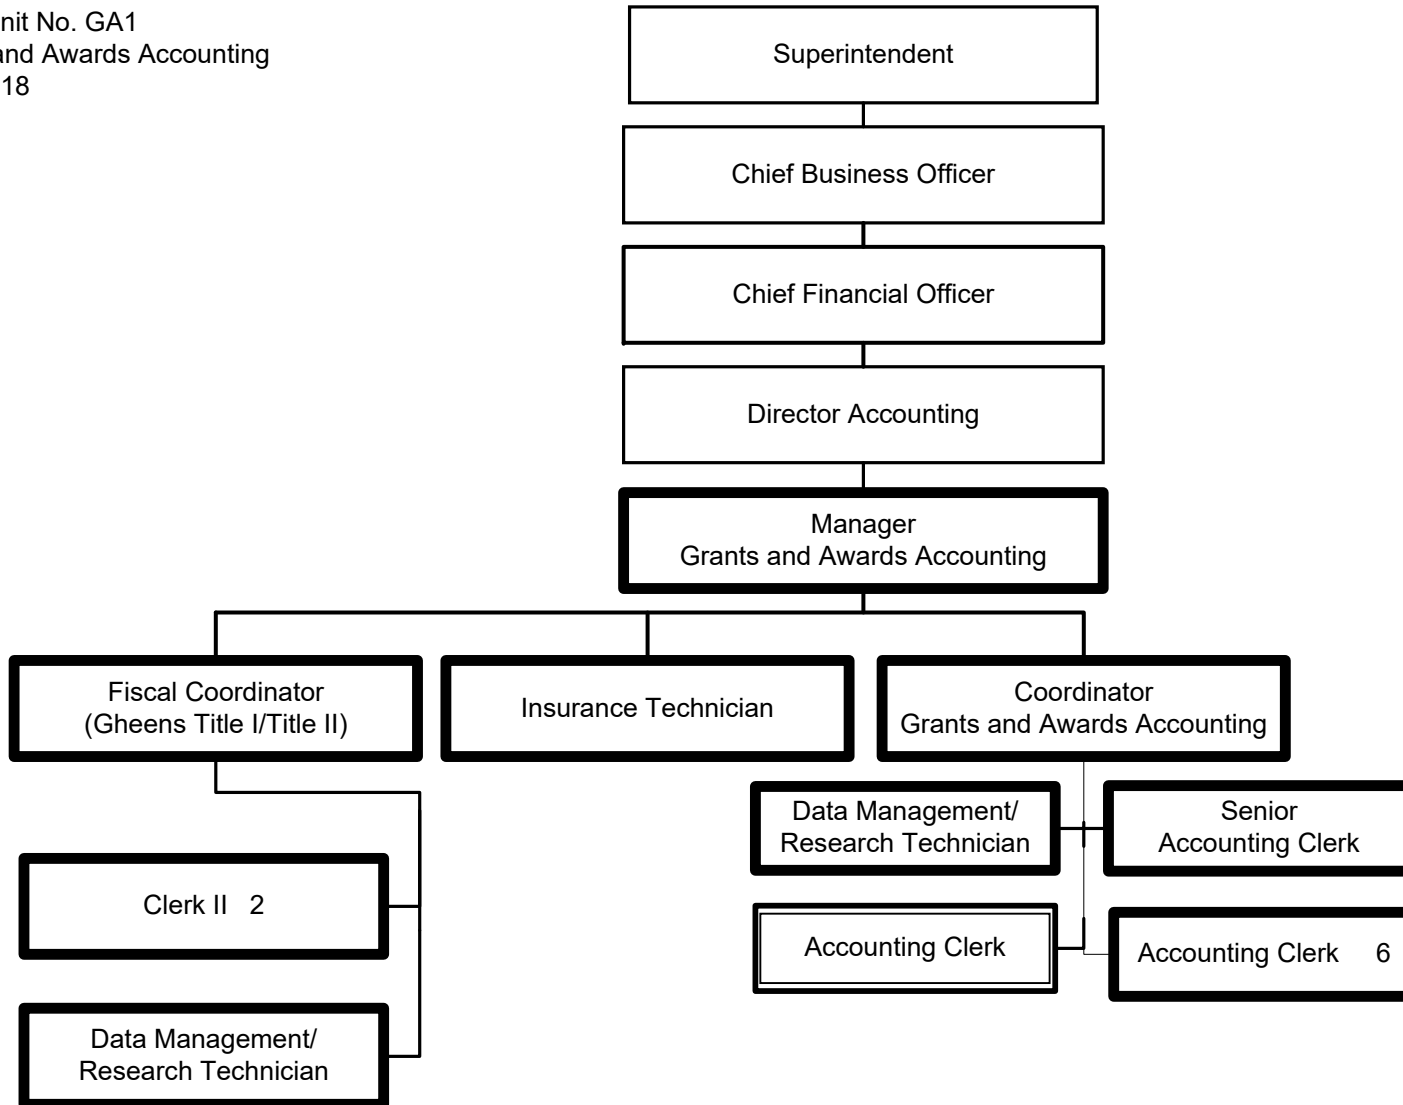 nit No. GA1
and Awards Accounting
18
Superintendent
Chief Business Officer
Chief Financial Officer
Director Accounting
Manager
Grants and Awards Accounting
Fiscal Coordinator
(Gheens Title I/Title II)
Insurance Technician
Coordinator
Grants and Awards Accounting
Data Management/
Research Technician
Senior
Accounting Clerk
Clerk II 2
Accounting Clerk
Accounting Clerk 6
Data Management/
Research Technician